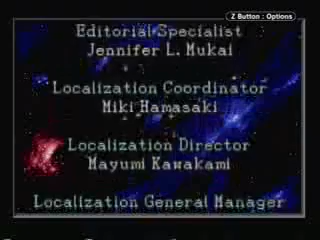 Z Button : Options
Editorial Specialist
Jennifer L. Mukai
Localization Coordinator
Miki Hamasaki
Localization Director
Mayumi Kawakami
Localization General Manager